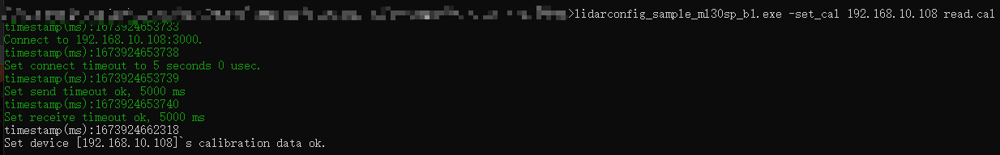 >lidarconfig_sample_ml30sp_b1.exe -set_cal 192.168.10.108 read.cal
timestamp(ms):1673924653733
Connect to 192.168.10.108:3000.
timestamp(ms):1673924653738
Set connect timeout to 5 seconds 0 usec.
timestamp(ms):1673924653739
Set send timeout ok, 5000 ms
timestamp(ms):1673924653740
Set receive timeout ok, 5000 ms
timestamp(ms):1673924662318
Set device [192.168.10.108]`s calibration data ok.